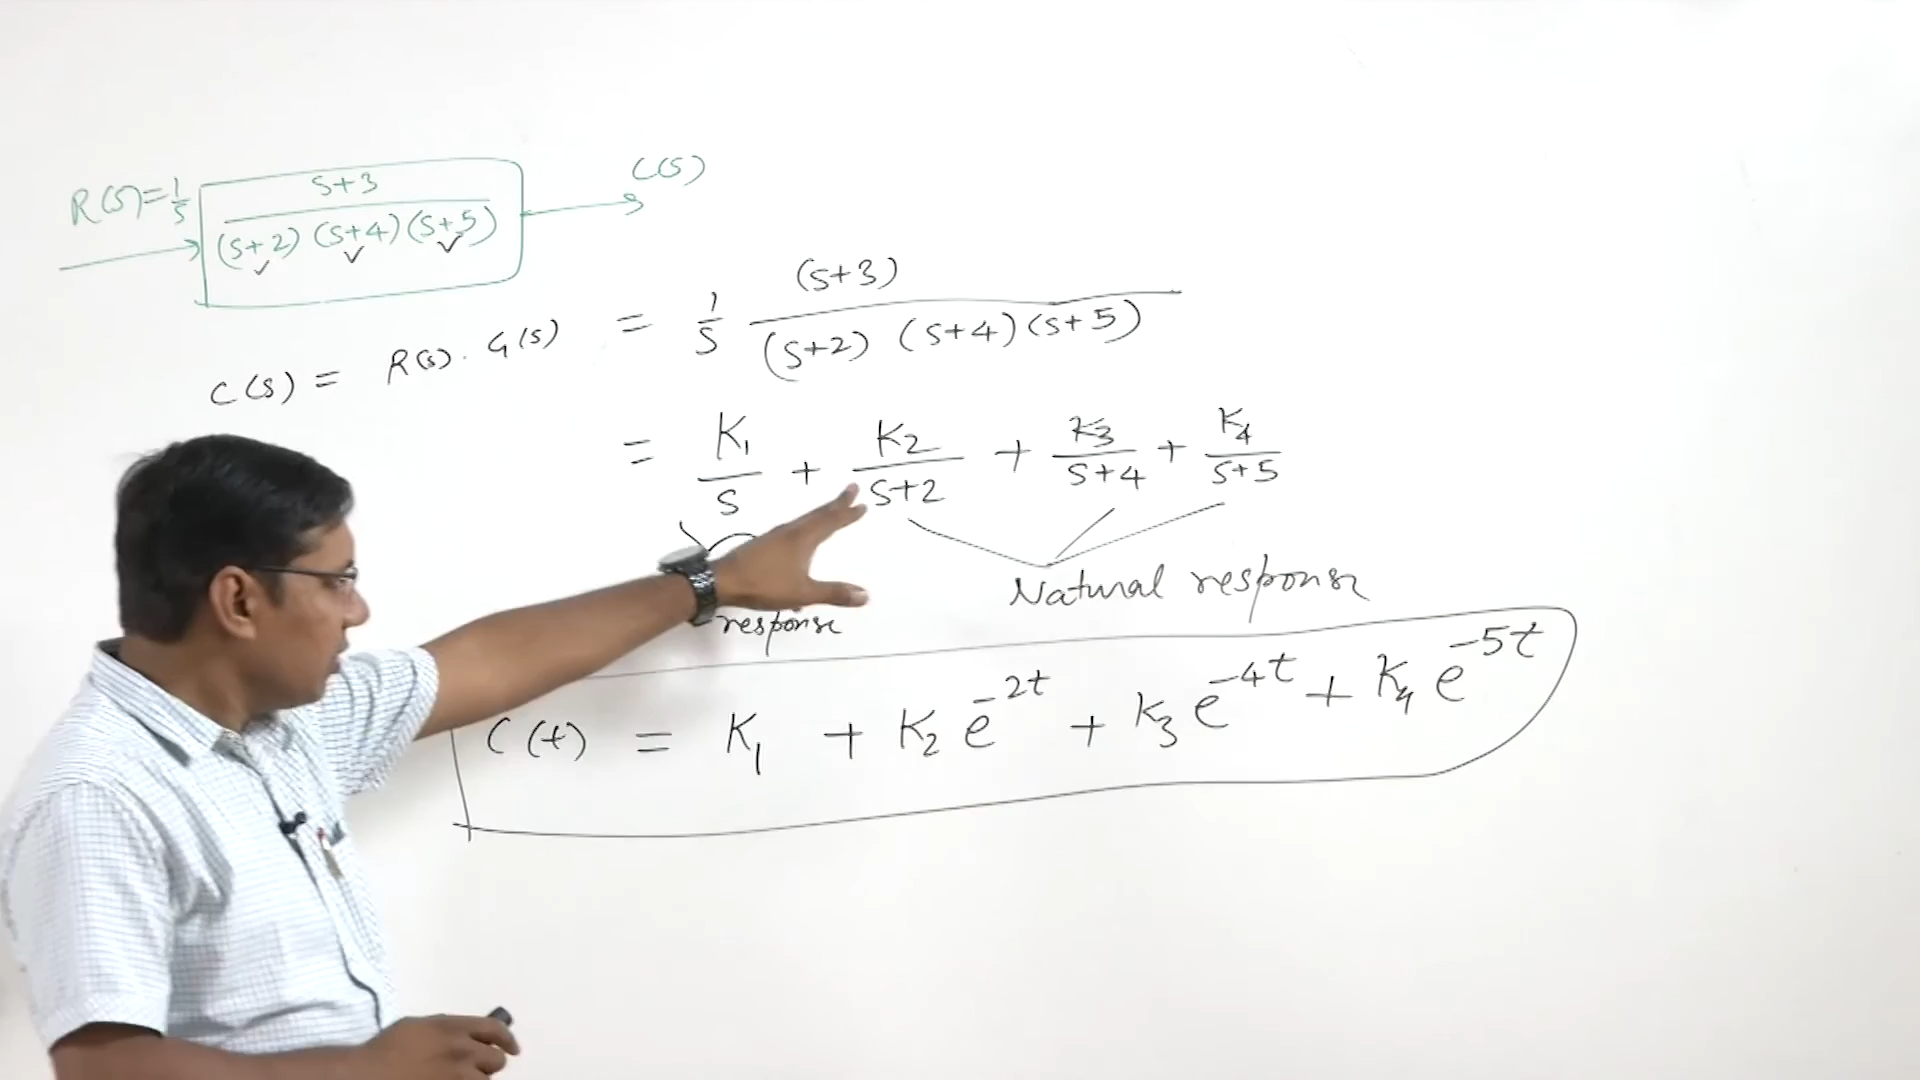 R(s)=1/s
s+3
(s+2) (s+4) (s+5)
C(s)
C(s) = R(s) . G(s) = 1/s (s+3) / (s+2) (s+4) (s+5)
= K1/s + K2/s+2 + K3/s+4 + K4/s+5
Natural response
response
C(t) = K1 + K2 e^-2t + K3 e^-4t + K4 e^-5t